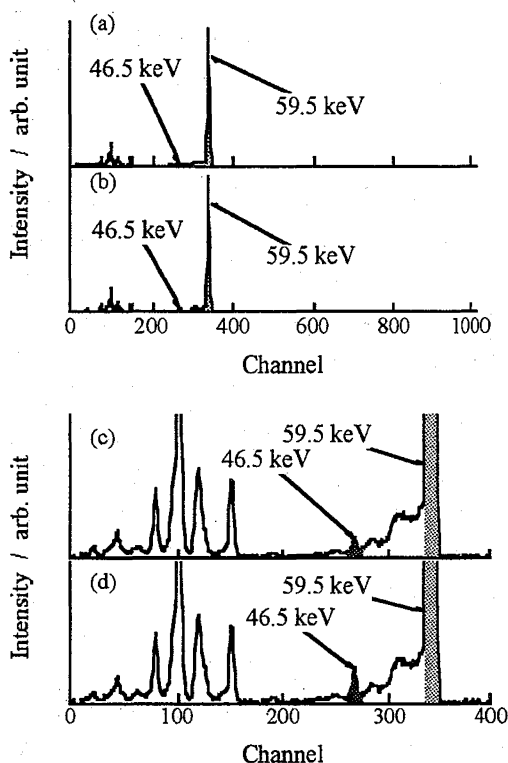 (a)
46.5 keV
59.5 keV
(b)
46.5 keV
59.5 keV
0 200 400 600 800 1000
Channel
Intensity / arb. unit
(c)
59.5 keV
46.5 keV
(d)
59.5 keV
46.5 keV
0 100 200 300 400
Channel
Intensity / arb. unit